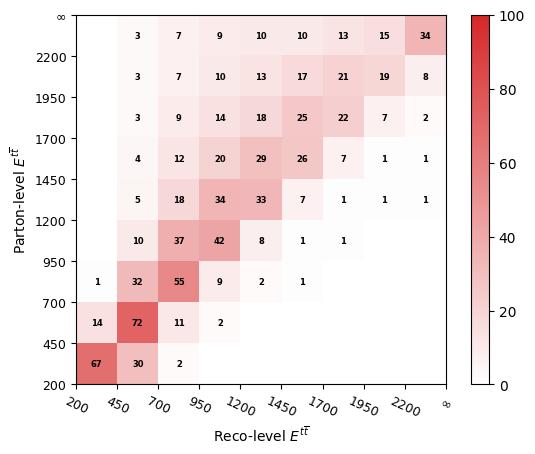 ∞
2200
1950
1700
1450
1200
950
700
450
200
Parton-level E^{tt̅}
3 7 9 10 10 13 15 34
3 7 10 13 17 21 19 8
3 9 14 18 25 22 7 2
4 12 20 29 26 7 1 1
5 18 34 33 7 1 1 1
10 37 42 8 1 1
1 32 55 9 2 1
14 72 11 2
67 30 2
200 450 700 950 1200 1450 1700 1950 2200 ∞
Reco-level E^{tt̅}
100
80
60
40
20
0